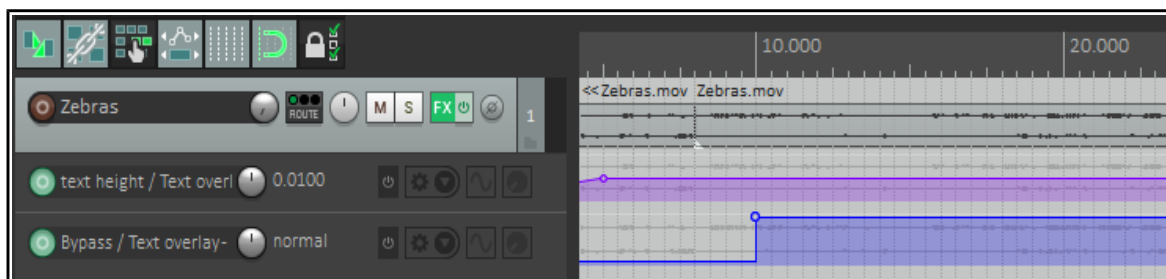 10.000 20.000
<<Zebras.mov Zebras.mov
Zebras ROUTE M S FX 1
text height / Text overl 0.0100
Bypass / Text overlay- normal